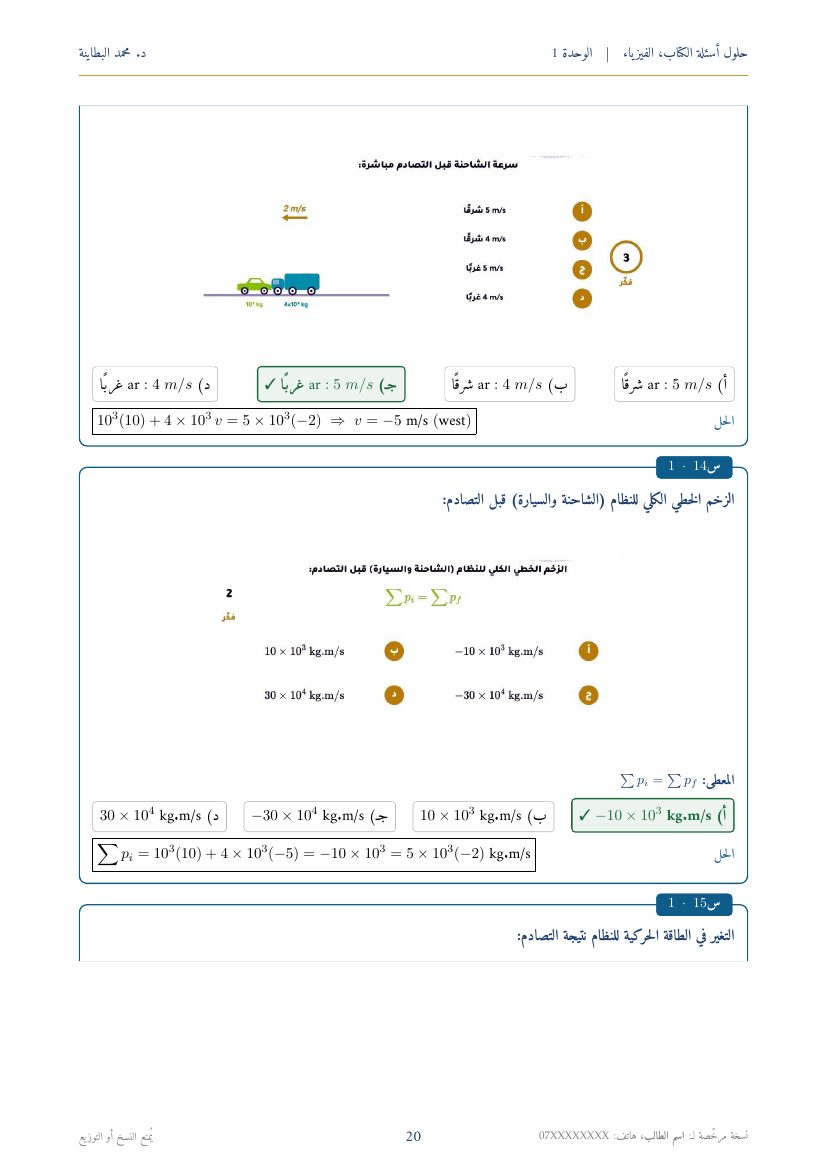 حلول أسئلة الكتاب، الفيزياء | الوحدة 1
د. محمد البطاينة
سرعة الشاحنة قبل التصادم مباشرة:
3
فكّر
أ 5 m/s شرقًا
ب 4 m/s شرقًا
ج 5 m/s غربًا
د 4 m/s غربًا
2 m/s
10³ kg 4×10³ kg
أ) ar : 5 m/s شرقًا
ب) ar : 4 m/s شرقًا
جـ) ar : 5 m/s غربًا ✓
د) ar : 4 m/s غربًا
الحل
10³(10) + 4 × 10³ v = 5 × 10³(−2) ⇒ v = −5 m/s (west)
س14 · 1
الزخم الخطي الكلي للنظام (الشاحنة والسيارة) قبل التصادم:
الزخم الخطي الكلي للنظام (الشاحنة والسيارة) قبل التصادم:
2
فكّر
∑ pᵢ = ∑ p_f
أ −10 × 10³ kg.m/s
ب 10 × 10³ kg.m/s
ج −30 × 10⁴ kg.m/s
د 30 × 10⁴ kg.m/s
المعطى: ∑ pᵢ = ∑ p_f
أ) −10 × 10³ kg.m/s ✓
ب) 10 × 10³ kg.m/s
جـ) −30 × 10⁴ kg.m/s
د) 30 × 10⁴ kg.m/s
الحل
∑ pᵢ = 10³(10) + 4 × 10³(−5) = −10 × 10³ = 5 × 10³(−2) kg.m/s
س15 · 1
التغير في الطاقة الحركية للنظام نتيجة التصادم:
نسخة مرخّصة لـ: اسم الطالب، هاتف: 07XXXXXXXX
20
يُمنع النسخ أو التوزيع